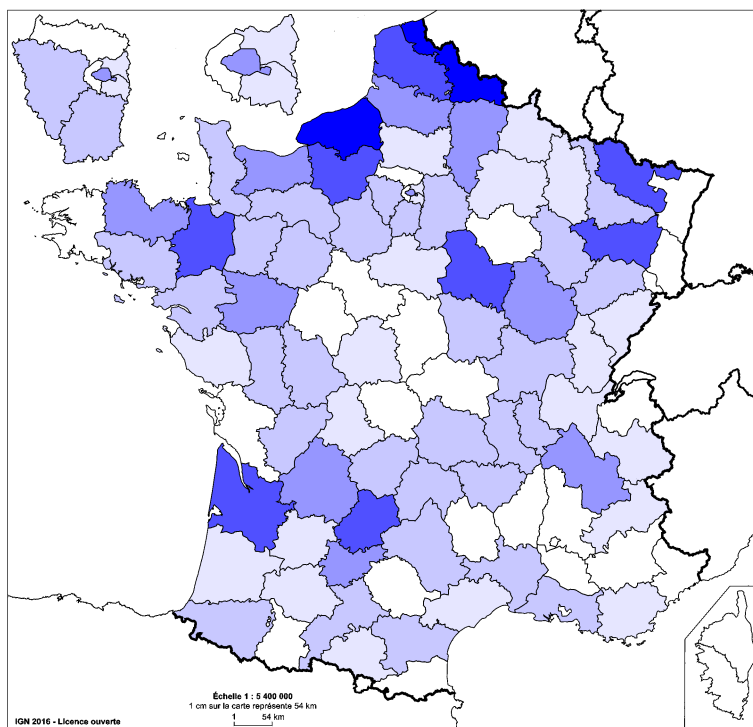 Échelle 1 : 5 400 000
1 cm sur la carte représente 54 km
1 54 km
IGN 2016 - Licence ouverte